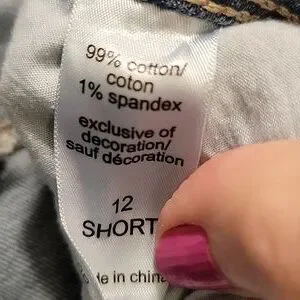 99% cotton/
coton
1% spandex
exclusive of
decoration/
sauf décoration
12
SHORT
in china